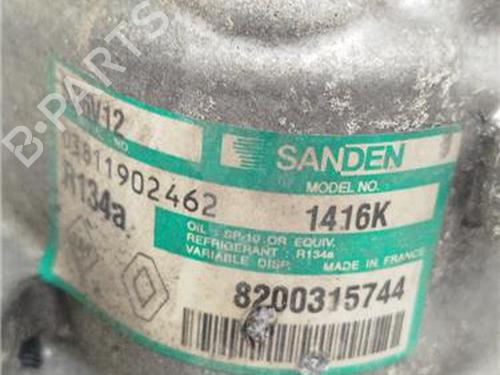 SANDEN
MODEL NO.
1416K
03811902462
R134a
OIL : SP-10 OR EQUIV.
REFRIGERANT : R134a
VARIABLE DISP.
MADE IN FRANCE
8200315744
B-PARTS